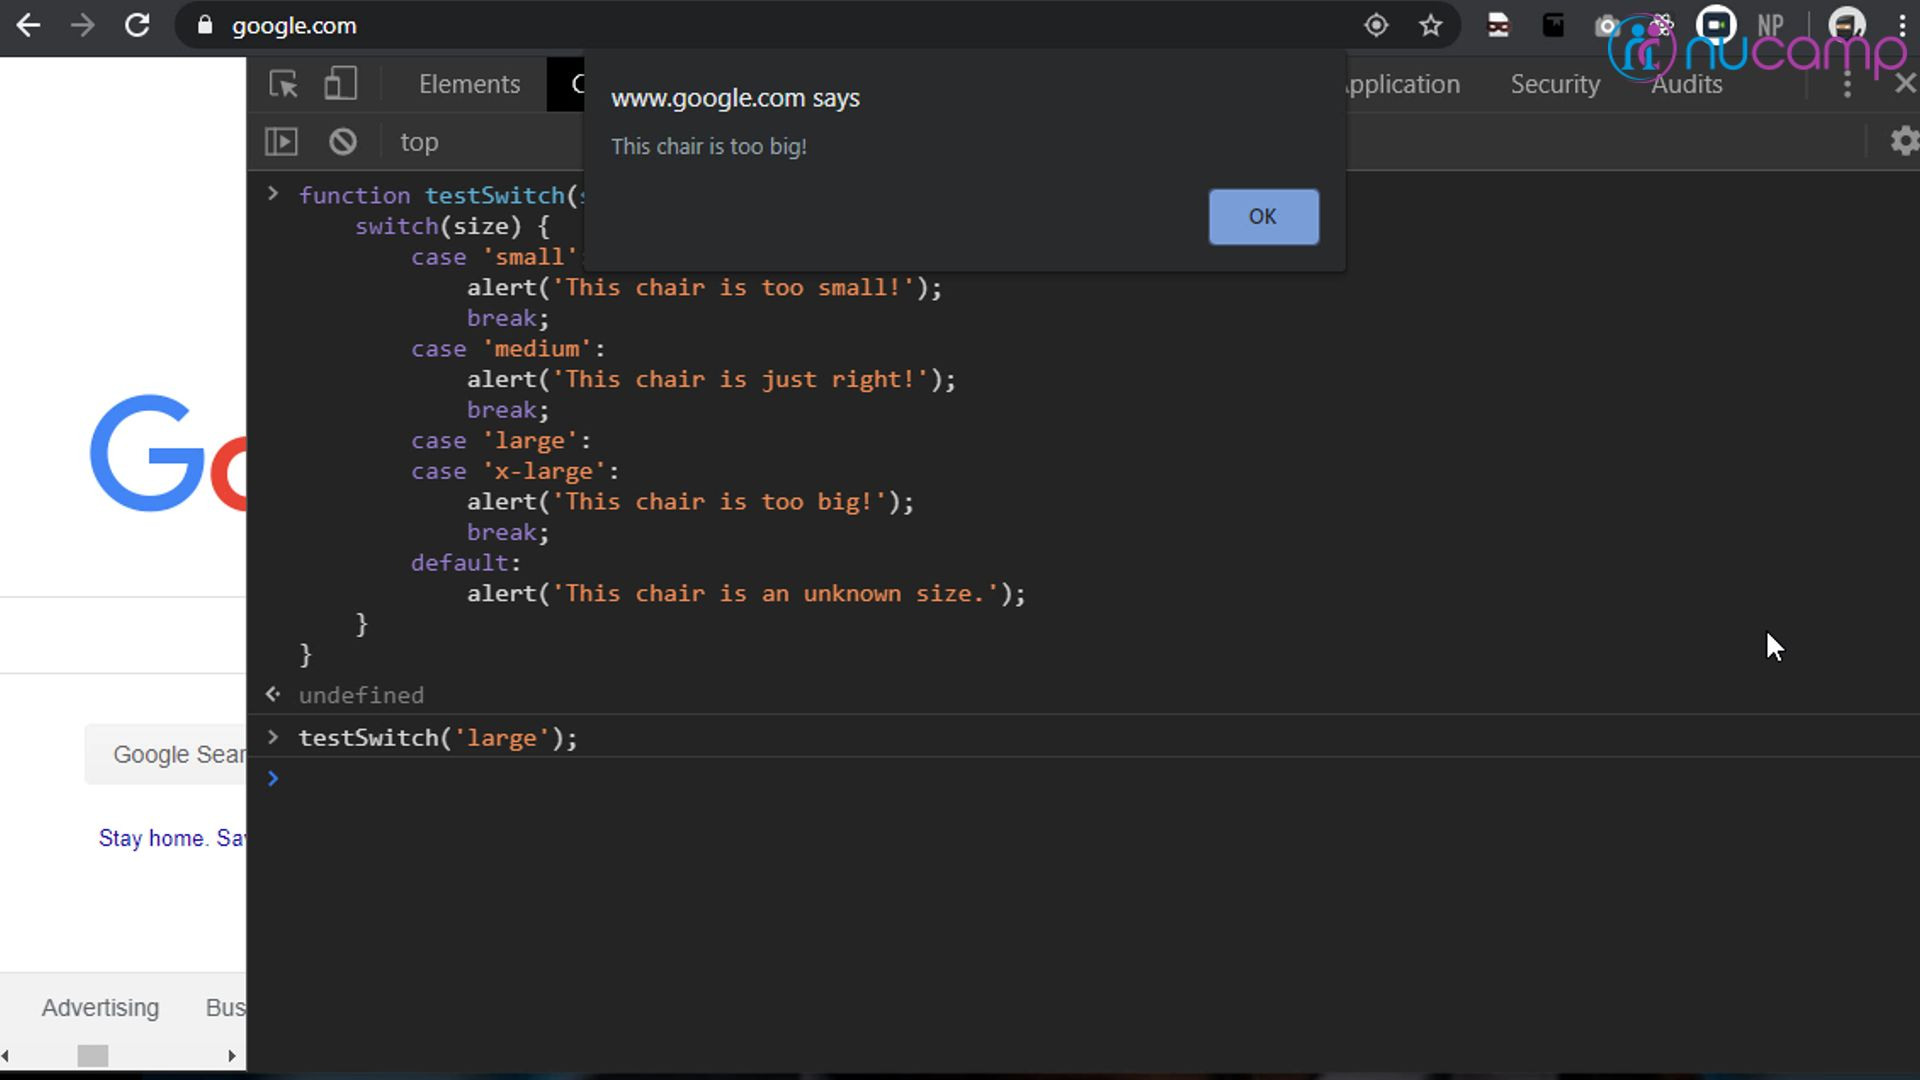 google.com
NP
nucamp
Elements
Application
Security
Audits
top
www.google.com says
This chair is too big!
OK
function testSwitch(
switch(size) {
case 'small'
alert('This chair is too small!');
break;
case 'medium':
alert('This chair is just right!');
break;
case 'large':
case 'x-large':
alert('This chair is too big!');
break;
default:
alert('This chair is an unknown size.');
}
}
undefined
testSwitch('large');
Go
Google Sear
Stay home. Sav
Advertising
Bus